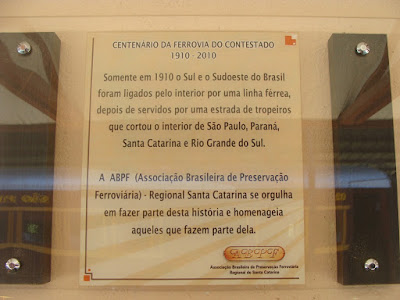 CENTENÁRIO DA FERROVIA DO CONTESTADO
1910 - 2010
Somente em 1910 o Sul e o Sudoeste do Brasil
foram ligados pelo interior por uma linha férrea,
depois de servidos por uma estrada de tropeiros
que cortou o interior de São Paulo, Paraná,
Santa Catarina e Rio Grande do Sul.
A ABPF (Associação Brasileira de Preservação
Ferroviária) - Regional Santa Catarina se orgulha
em fazer parte desta história e homenageia
aqueles que fazem parte dela.
Associação Brasileira de Preservação Ferroviária
Regional de Santa Catarina